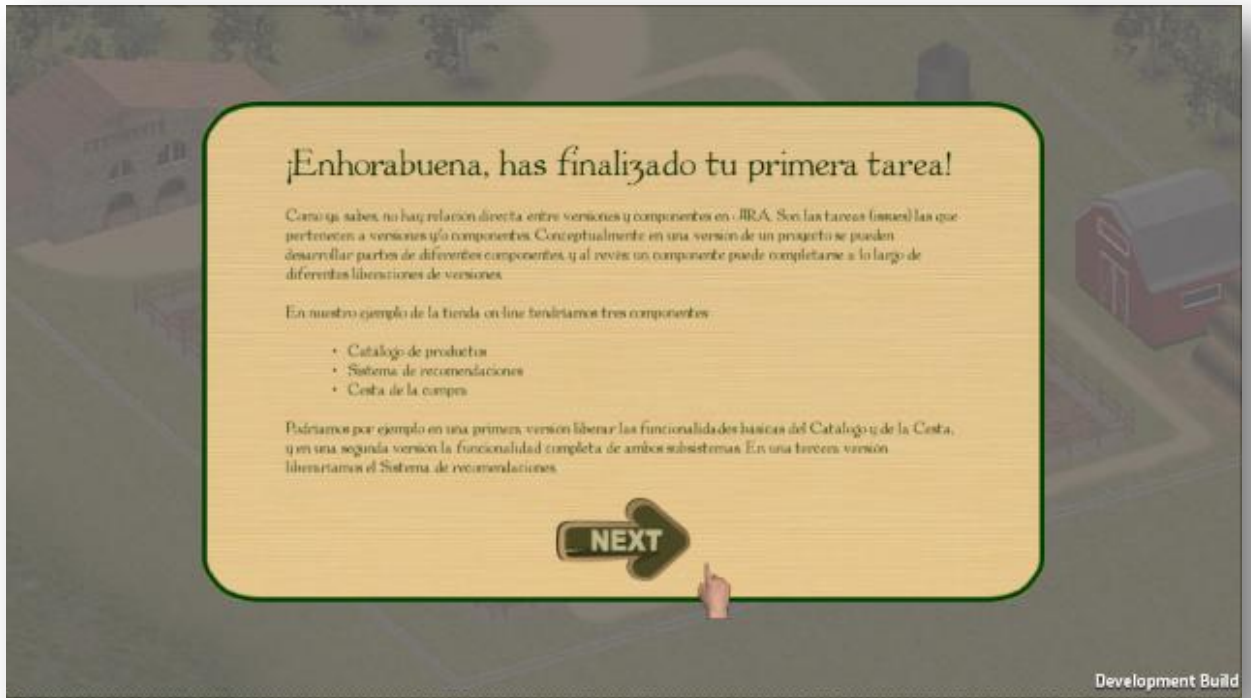 ¡Enhorabuena, has finalizado tu primera tarea!
Como ya sabes, no hay relación directa entre versiones y componentes en JIRA. Son las tareas (issues) las que
pertenecen a versiones y/o componentes. Conceptualmente en una versión de un proyecto se pueden
desarrollar partes de diferentes componentes, y al revés: un componente puede completarse a lo largo de
diferentes liberaciones de versiones.
En nuestro ejemplo de la tienda on-line tendríamos tres componentes:
• Catálogo de productos
• Sistema de recomendaciones
• Cesta de la compra
Podríamos por ejemplo en una primera versión liberar las funcionalidades básicas del Catálogo y de la Cesta,
y en una segunda versión la funcionalidad completa de ambos subsistemas. En una tercera versión
liberaríamos el Sistema de recomendaciones.
NEXT
Development Build